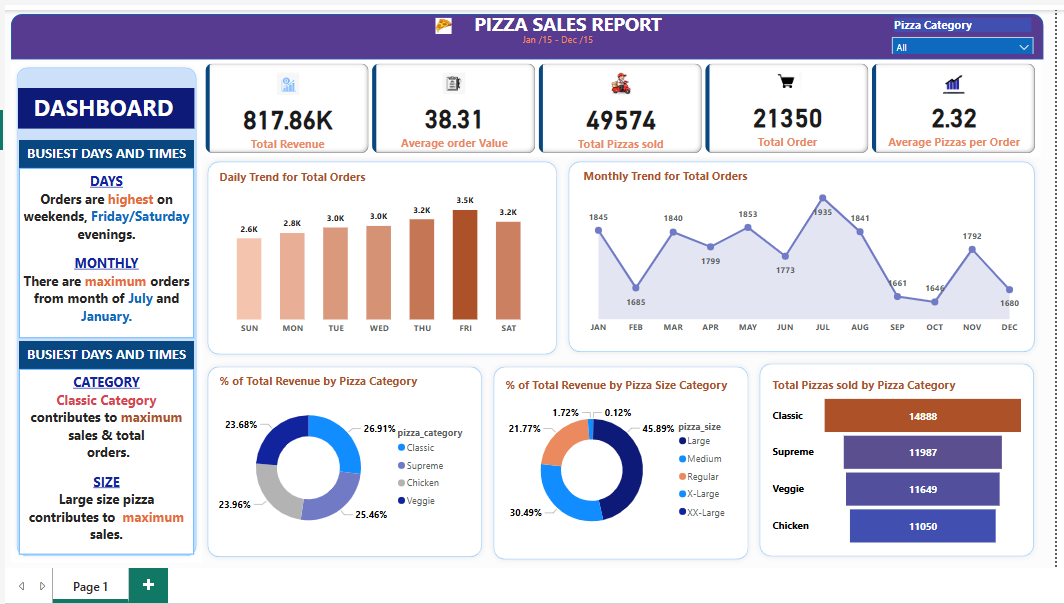 PIZZA SALES REPORT
Jan /15 - Dec /15
Pizza Category
All
DASHBOARD
BUSIEST DAYS AND TIMES
DAYS
Orders are highest on
weekends, Friday/Saturday
evenings.
MONTHLY
There are maximum orders
from month of July and
January.
BUSIEST DAYS AND TIMES
CATEGORY
Classic Category
contributes to maximum
sales & total
orders.
SIZE
Large size pizza
contributes to maximum
sales.
817.86K
Total Revenue
38.31
Average order Value
49574
Total Pizzas sold
21350
Total Order
2.32
Average Pizzas per Order
Daily Trend for Total Orders
2.6K
2.8K
3.0K
3.0K
3.2K
3.5K
3.2K
SUN MON TUE WED THU FRI SAT
Monthly Trend for Total Orders
1845
1685
1840
1799
1853
1773
1935
1841
1661
1646
1792
1680
JAN FEB MAR APR MAY JUN JUL AUG SEP OCT NOV DEC
% of Total Revenue by Pizza Category
23.68%
26.91%
23.96%
25.46%
pizza_category
Classic
Supreme
Chicken
Veggie
% of Total Revenue by Pizza Size Category
1.72%
0.12%
21.77%
45.89%
30.49%
pizza_size
Large
Medium
Regular
X-Large
XX-Large
Total Pizzas sold by Pizza Category
Classic 14888
Supreme 11987
Veggie 11649
Chicken 11050
Page 1
+